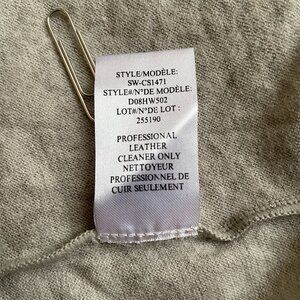 STYLE/MODÈLE:
SW-CS1471
STYLE#/N°DE MODÈLE:
D08HW502
LOT#/N°DE LOT :
255190
PROFESSIONAL
LEATHER
CLEANER ONLY
NETTOYEUR
PROFESSIONNEL DE
CUIR SEULEMENT